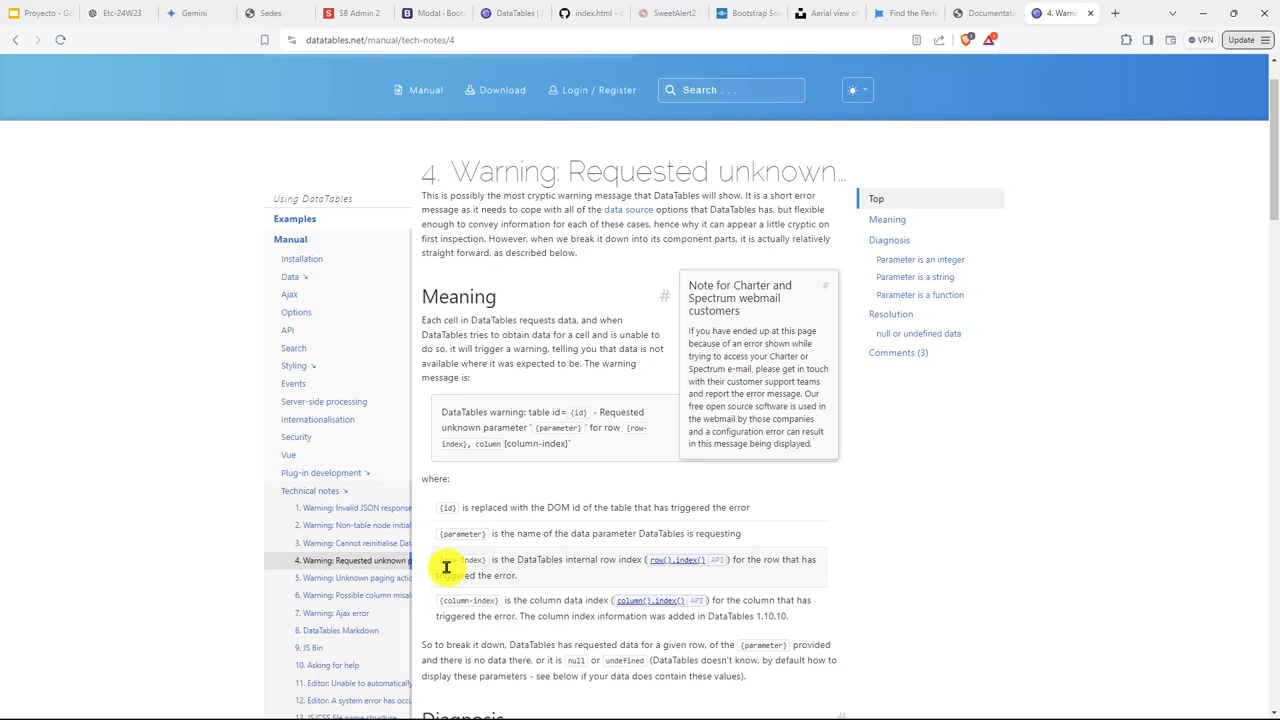 Proyecto - G
Etc-24W23
Gemini
Sedes
SB Admin 2 -
Modal · Boots
DataTables |
index.html - s
SweetAlert2
Bootstrap Sni
Aerial view of
Find the Perf
Documentati
4. Warni
datatables.net/manual/tech-notes/4
VPN
Update
Manual
Download
Login / Register
Search . . .
4. Warning: Requested unknown...
Using DataTables
Examples
Manual
Installation
Data
Ajax
Options
API
Search
Styling
Events
Server-side processing
Internationalisation
Security
Vue
Plug-in development
Technical notes
1. Warning: Invalid JSON response
2. Warning: Non-table node initial
3. Warning: Cannot reinitialise Dat
4. Warning: Requested unknown p
5. Warning: Unknown paging actio
6. Warning: Possible column misal
7. Warning: Ajax error
8. DataTables Markdown
9. JS Bin
10. Asking for help
11. Editor: Unable to automatically
12. Editor: A system error has occu
13. JS/CSS file name structure
This is possibly the most cryptic warning message that DataTables will show. It is a short error
message as it needs to cope with all of the data source options that DataTables has, but flexible
enough to convey information for each of these cases, hence why it can appear a little cryptic on
first inspection. However, when we break it down into its component parts, it is actually relatively
straight forward, as described below.
Meaning #
Each cell in DataTables requests data, and when
DataTables tries to obtain data for a cell and is unable to
do so, it will trigger a warning, telling you that data is not
available where it was expected to be. The warning
message is:
DataTables warning: table id= {id} - Requested
unknown parameter `{parameter}` for row {row-
index}, column {column-index}`
Note for Charter and #
Spectrum webmail
customers
If you have ended up at this page
because of an error shown while
trying to access your Charter or
Spectrum e-mail, please get in touch
with their customer support teams
and report the error message. Our
free open source software is used in
the webmail by those companies
and a configuration error can result
in this message being displayed.
where:
{id} is replaced with the DOM id of the table that has triggered the error
{parameter} is the name of the data parameter DataTables is requesting
{row-index} is the DataTables internal row index ( row().index() API ) for the row that has
triggered the error.
{column-index} is the column data index ( column().index() API ) for the column that has
triggered the error. The column index information was added in DataTables 1.10.10.
So to break it down, DataTables has requested data for a given row, of the {parameter} provided
and there is no data there, or it is null or undefined (DataTables doesn't know, by default how to
display these parameters - see below if your data does contain these values).
Diagnosis #
Top
Meaning
Diagnosis
Parameter is an integer
Parameter is a string
Parameter is a function
Resolution
null or undefined data
Comments (3)